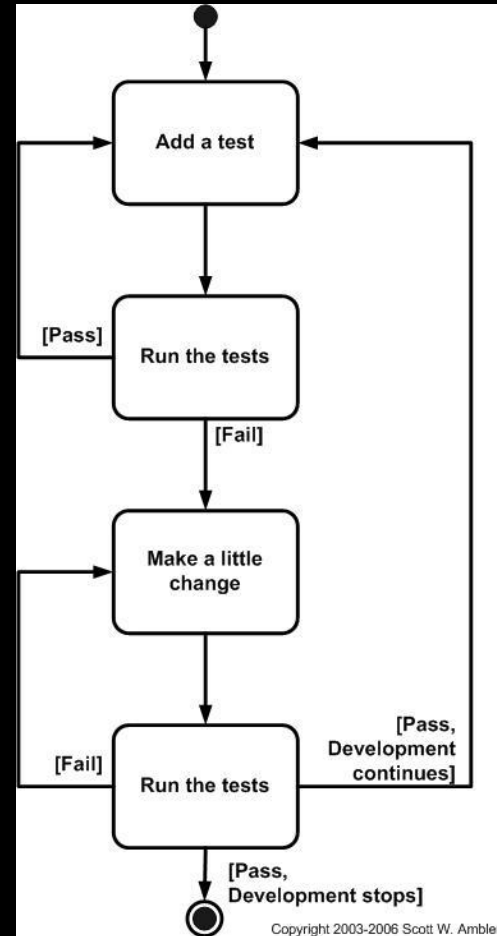 Add a test
[Pass]
Run the tests
[Fail]
Make a little
change
[Fail]
Run the tests
[Pass,
Development
continues]
[Pass,
Development stops]
Copyright 2003-2006 Scott W. Amble